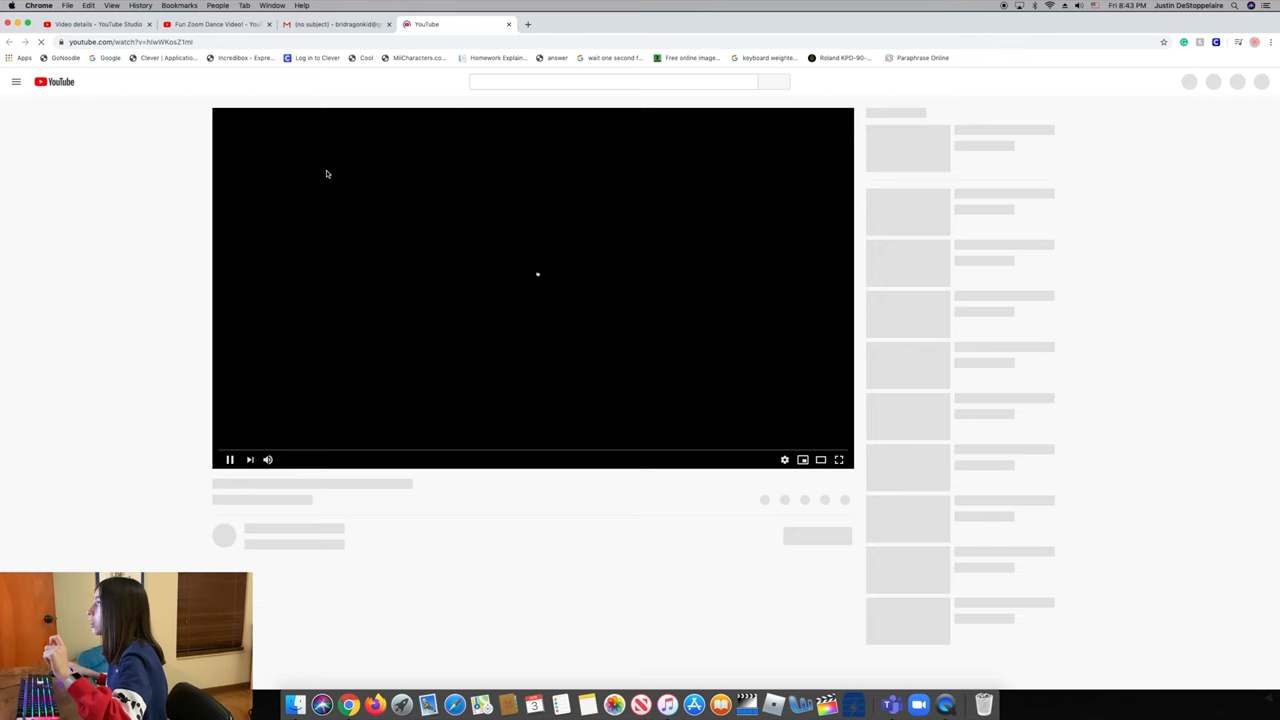 Chrome File Edit View History Bookmarks People Tab Window Help Fri 8:43 PM Justin DeStoppelaire
Video details - YouTube Studio Fun Zoom Dance Video! - You (no subject) - bridragonkid@g YouTube
youtube.com/watch?v=
Apps GoNoodle Google Clever | Applicatio... Incredibox - Expre... Log in to Clever Cool MiiCharacters.co... Homework Explain... answer wait one second f... Free online image... keyboard weighte... Roland KPD-90-... Paraphrase Online
YouTube
3